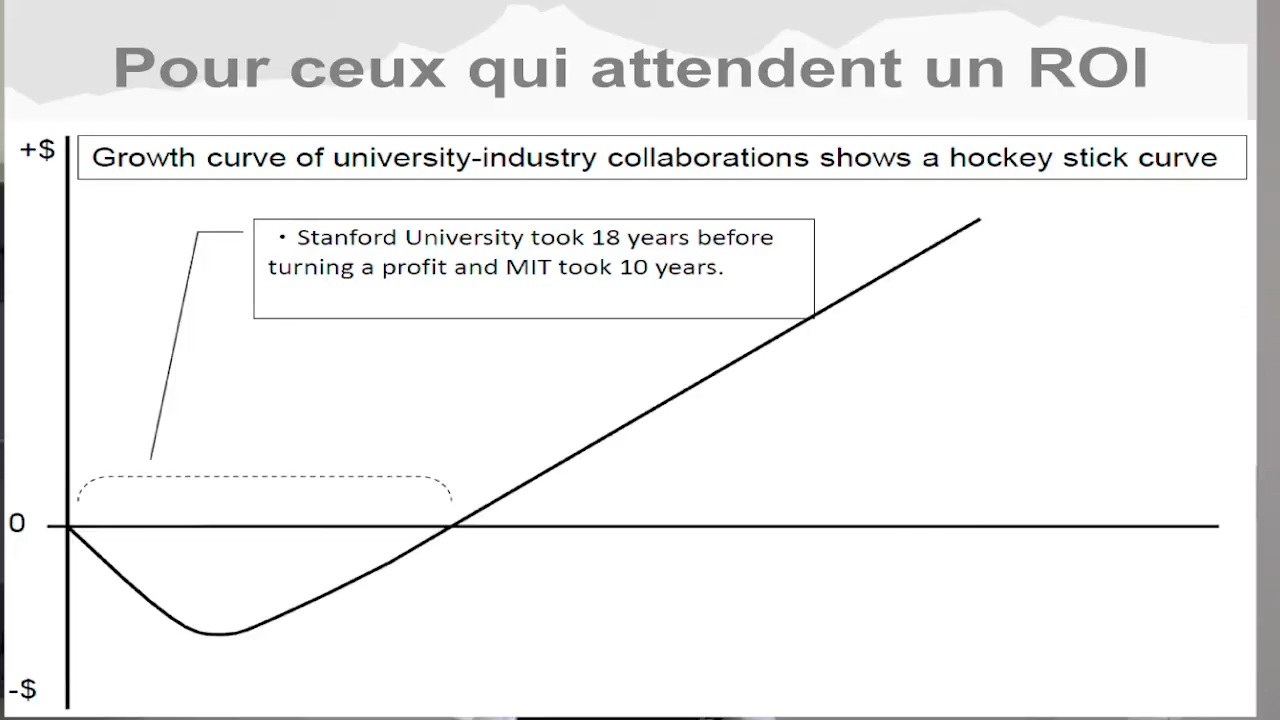 Pour ceux qui attendent un ROI
+$
Growth curve of university-industry collaborations shows a hockey stick curve
• Stanford University took 18 years before
turning a profit and MIT took 10 years.
0
-$